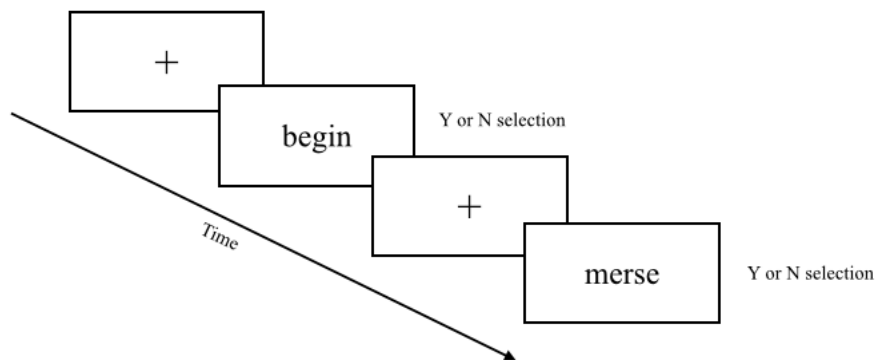 +
begin
Y or N selection
+
merse
Y or N selection
Time